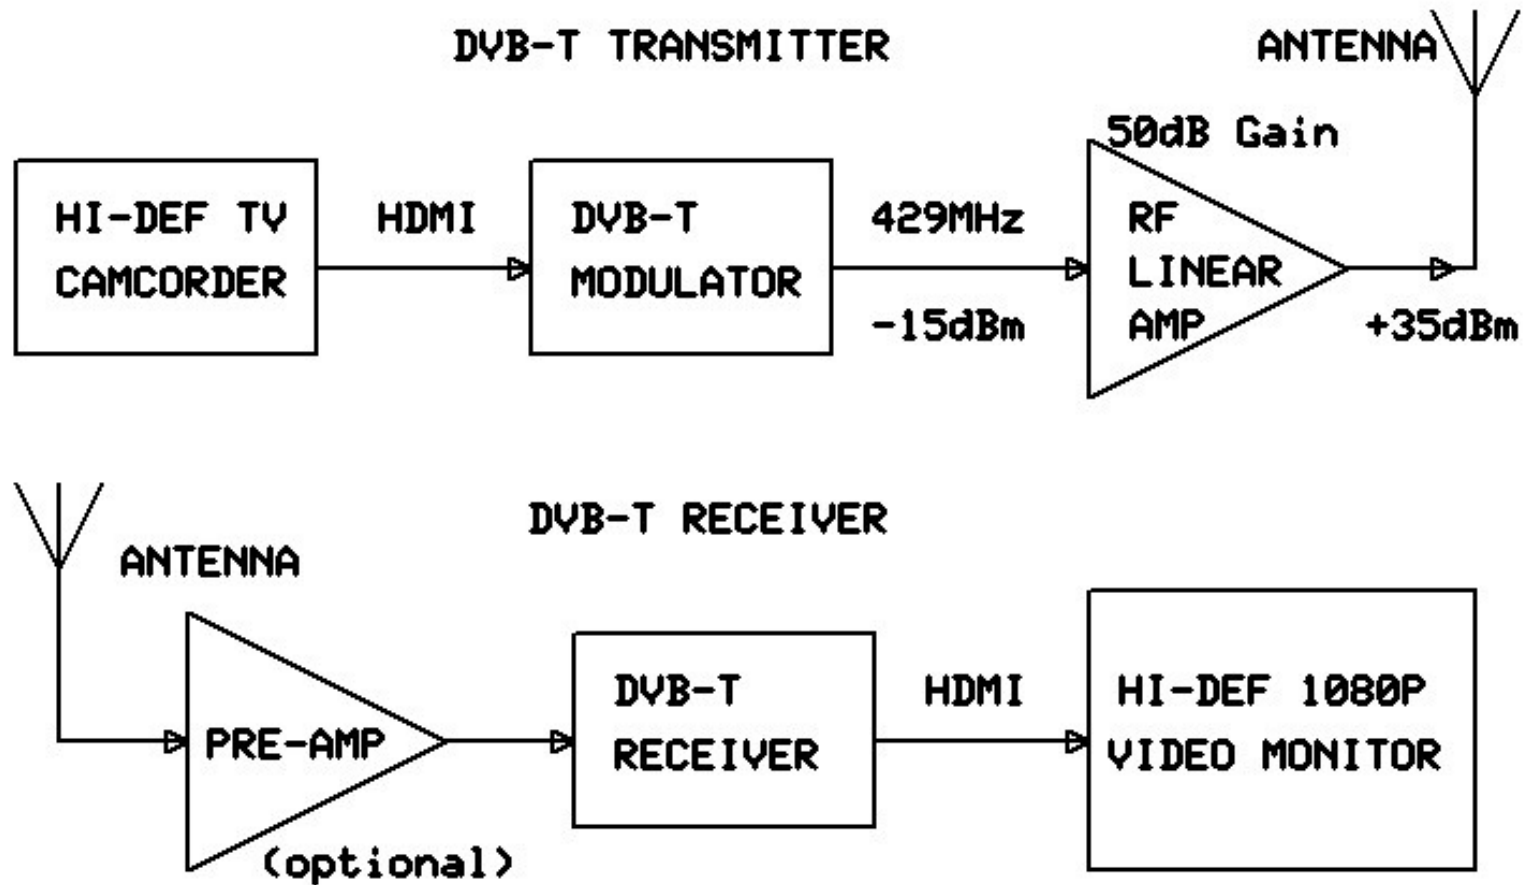 DVB-T TRANSMITTER
ANTENNA
50dB Gain
HI-DEF TV
CAMCORDER
HDMI
DVB-T
MODULATOR
429MHz
-15dBm
RF
LINEAR
AMP
+35dBm
DVB-T RECEIVER
ANTENNA
PRE-AMP
(optional)
DVB-T
RECEIVER
HDMI
HI-DEF 1080P
VIDEO MONITOR